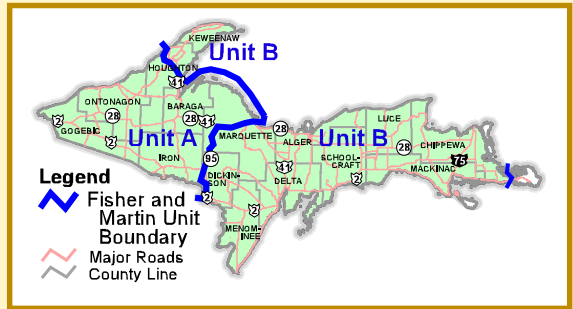 KEWEENAW
Unit B
HOUGHTON
41
ONTONAGON
BARAGA
28
28
41
2
GOGEBIC
2
Unit A
MARQUETTE
28
ALGER
Unit B
LUCE
28
CHIPPEWA
75
IRON
95
DICKIN-
SON
41
DELTA
SCHOOL-
CRAFT
MACKINAC
2
2
2
MENOM-
INEE
Legend
Fisher and
Martin Unit
Boundary
Major Roads
County Line